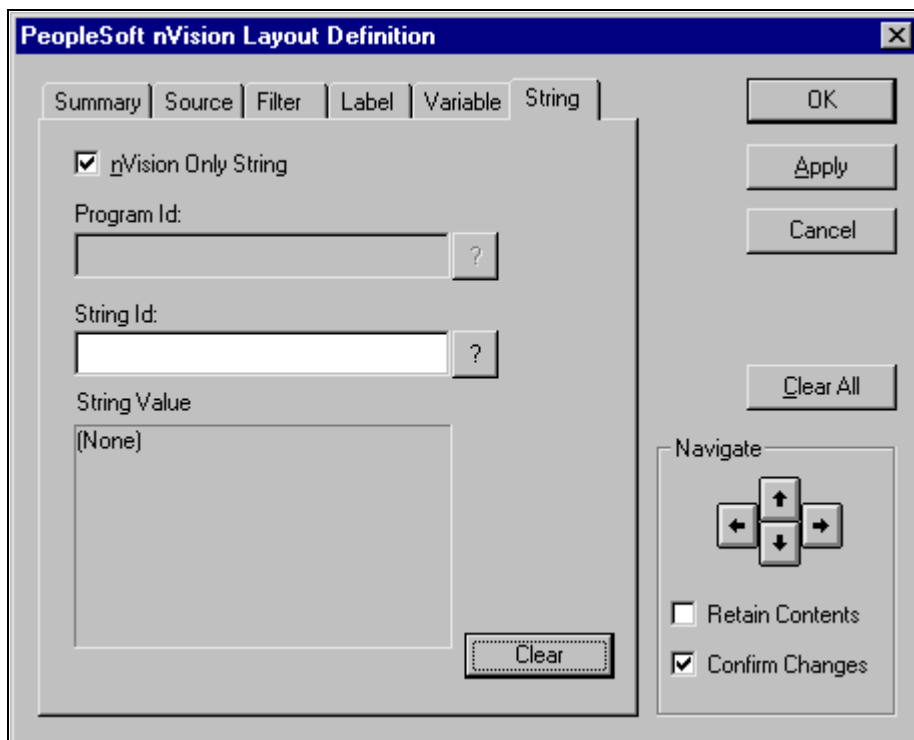 PeopleSoft nVision Layout Definition
Summary Source Filter Label Variable String
nVision Only String
Program Id:
?
String Id:
?
String Value
(None)
Clear
OK
Apply
Cancel
Clear All
Navigate
Retain Contents
Confirm Changes